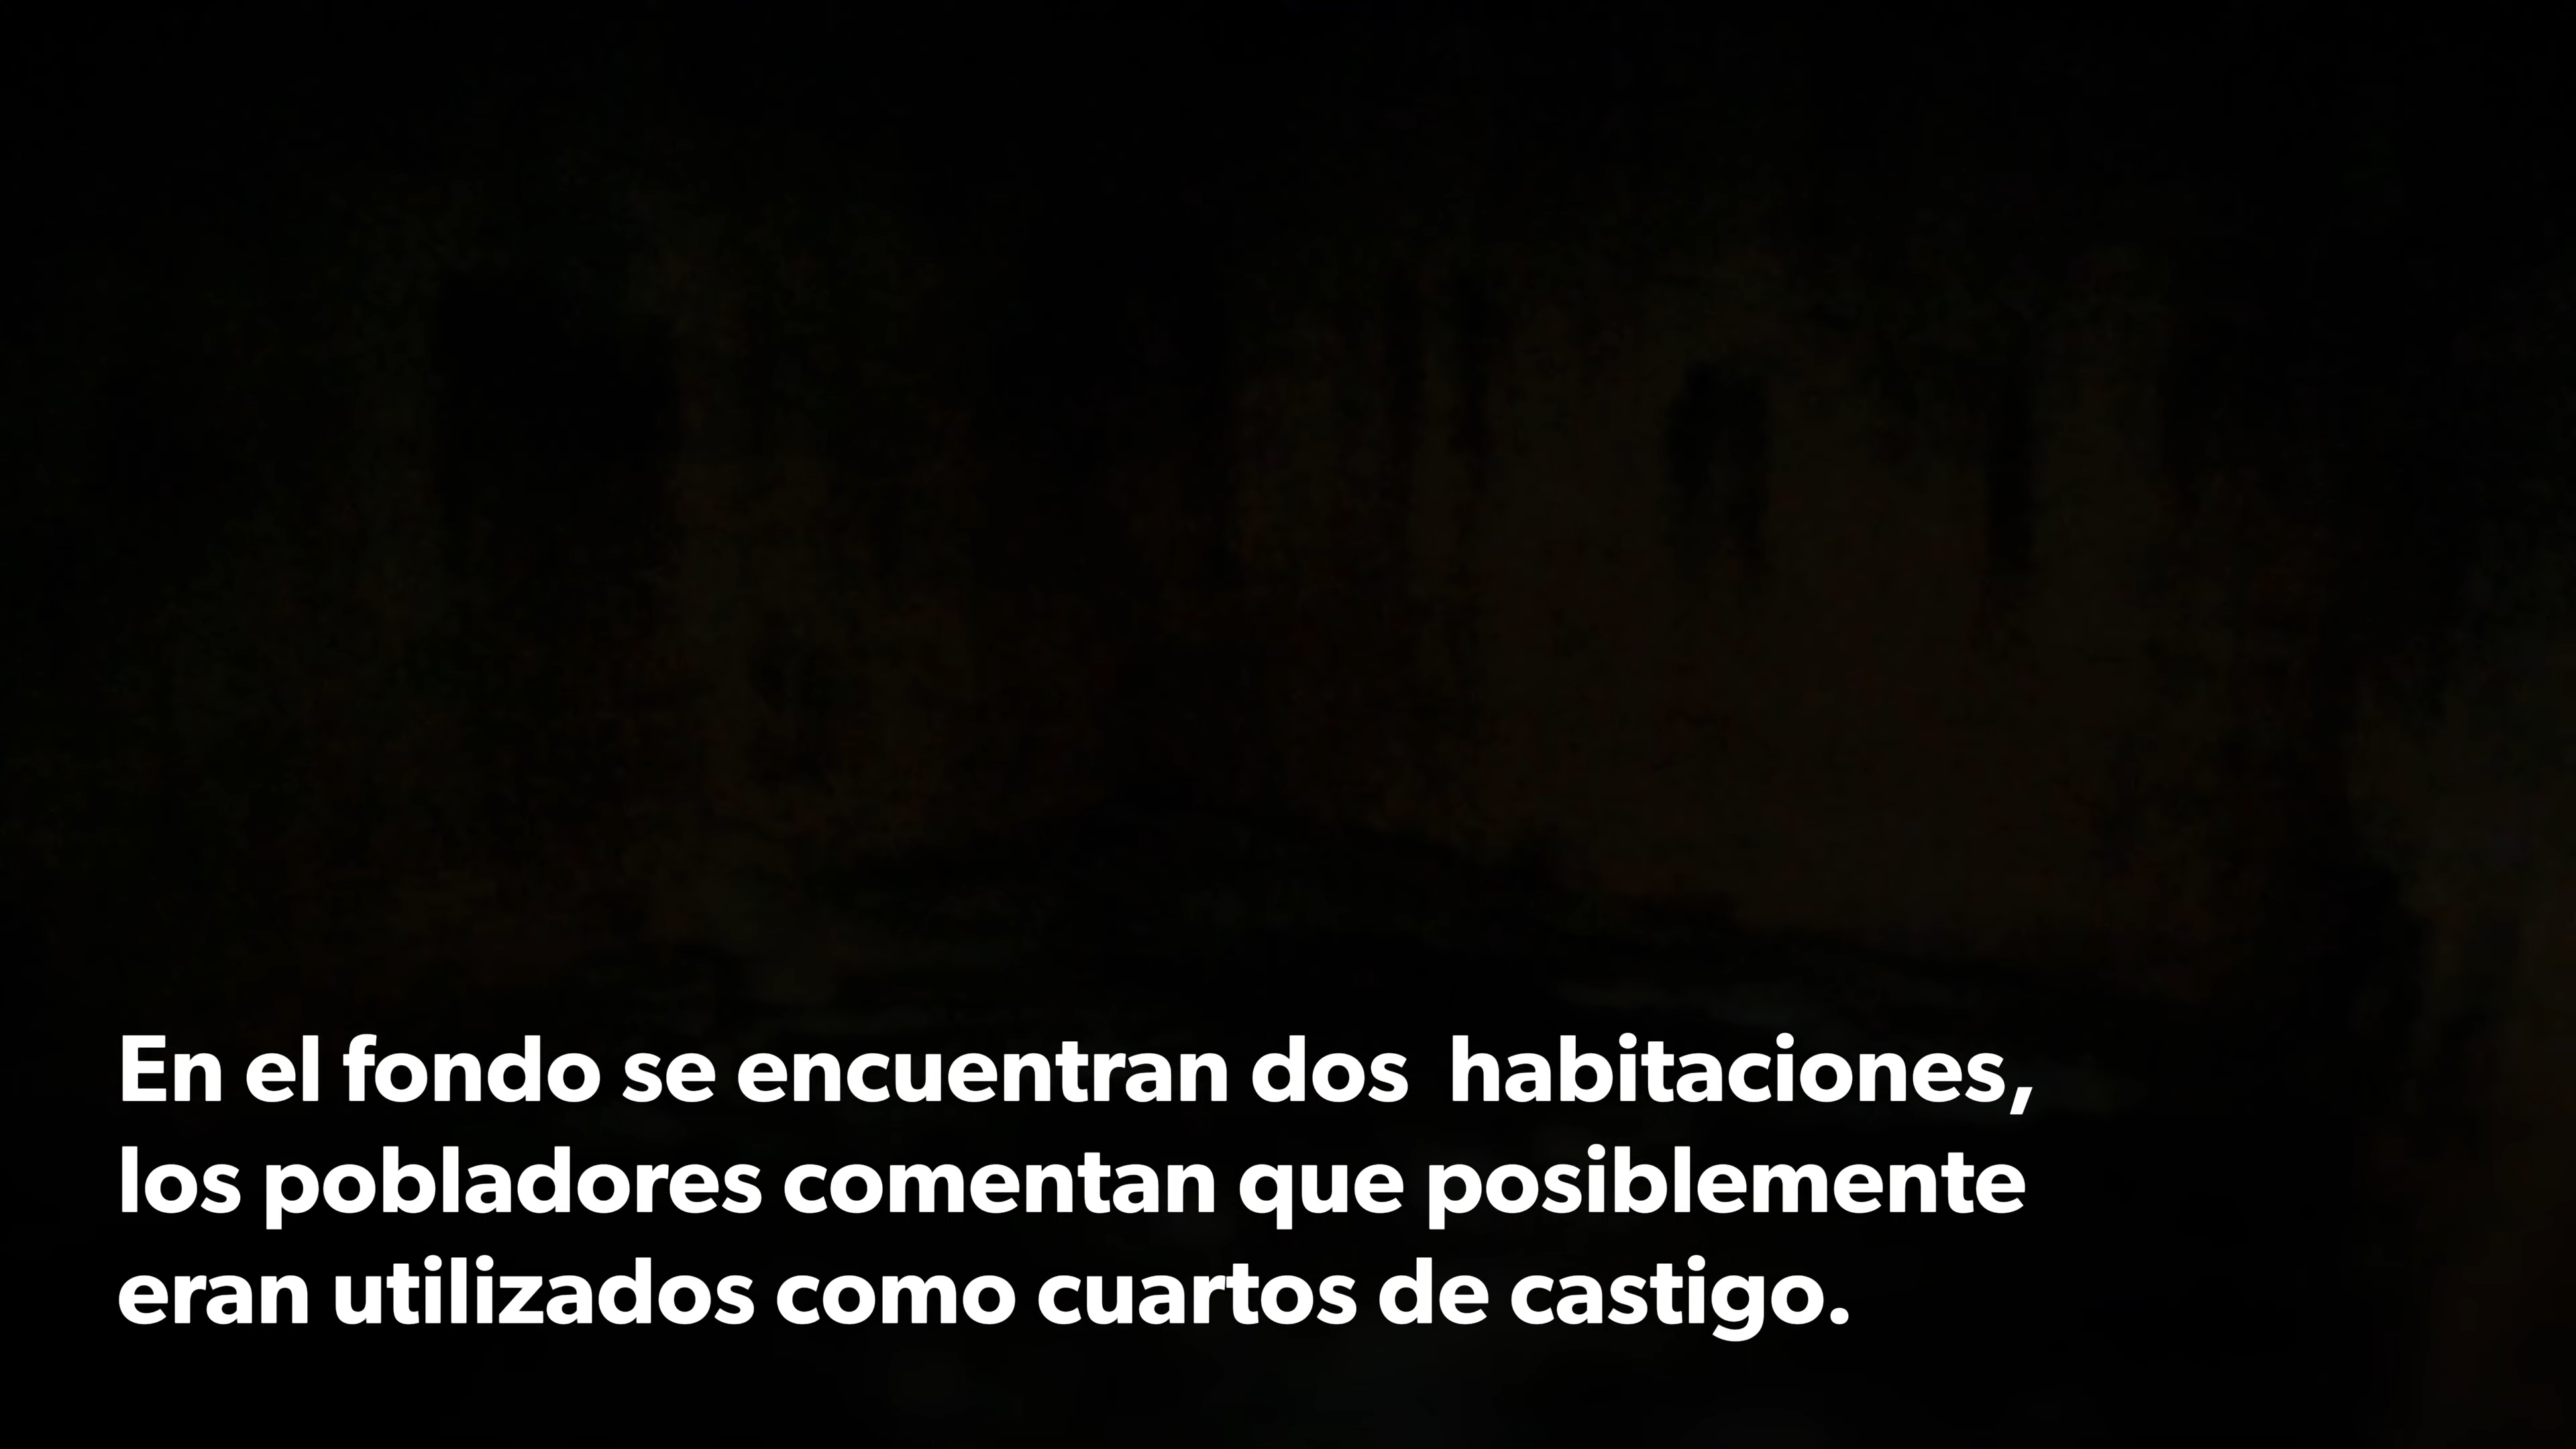 En el fondo se encuentran dos  habitaciones,
los pobladores comentan que posiblemente
eran utilizados como cuartos de castigo.